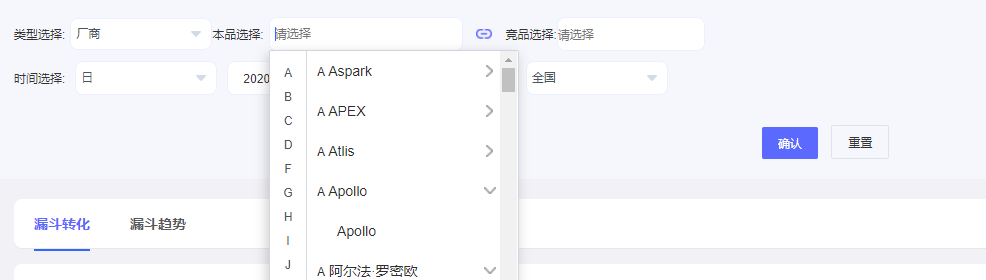 类型选择: 厂商 本品选择: 请选择 竞品选择: 请选择
时间选择: 日 2020 全国
确认 重置
漏斗转化 漏斗趋势
A
B
C
D
F
G
H
I
J
A Aspark
A APEX
A Atlis
A Apollo
Apollo
A 阿尔法·罗密欧